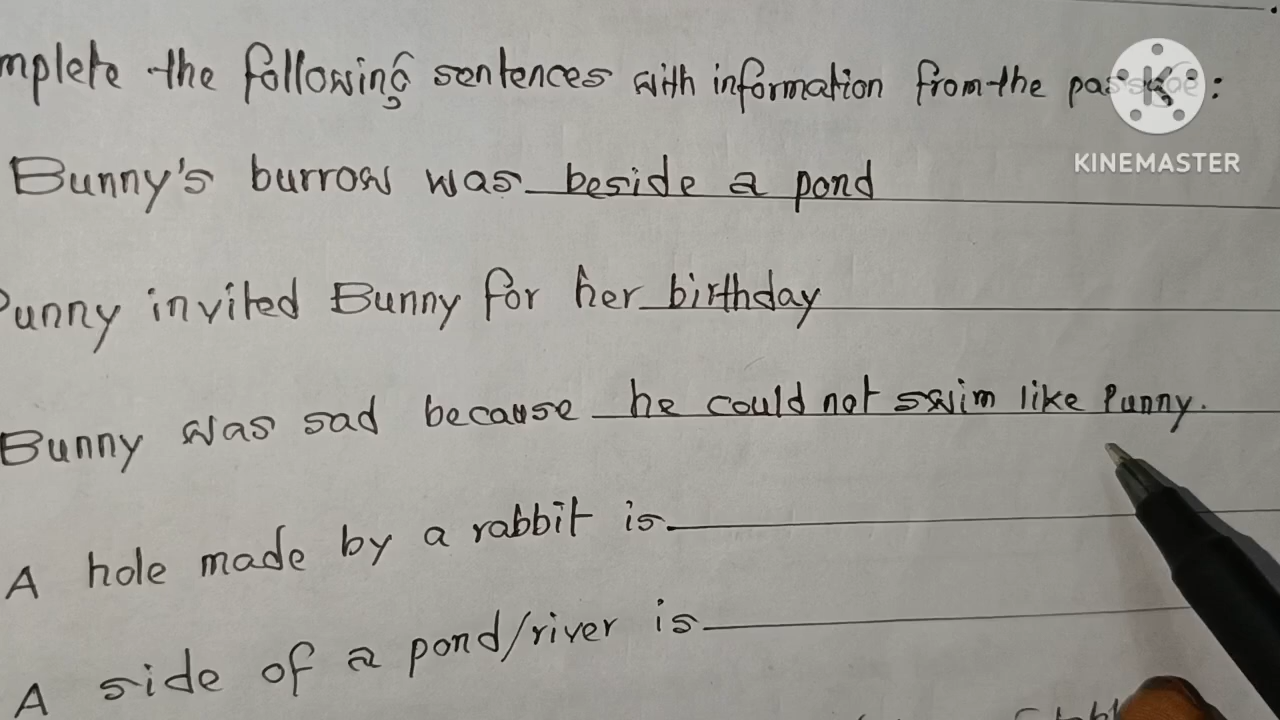 mplete the following sentences with information from the pas
KINEMASTER
Bunny's burrow was beside a pond
Punny invited Bunny for her birthday
Bunny was sad because he could not swim like Punny.
A hole made by a rabbit is
A side of a pond/river is